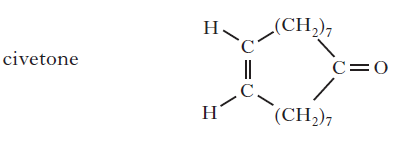 H (CH₂)₇
C
civetone
C=O
C
H (CH₂)₇